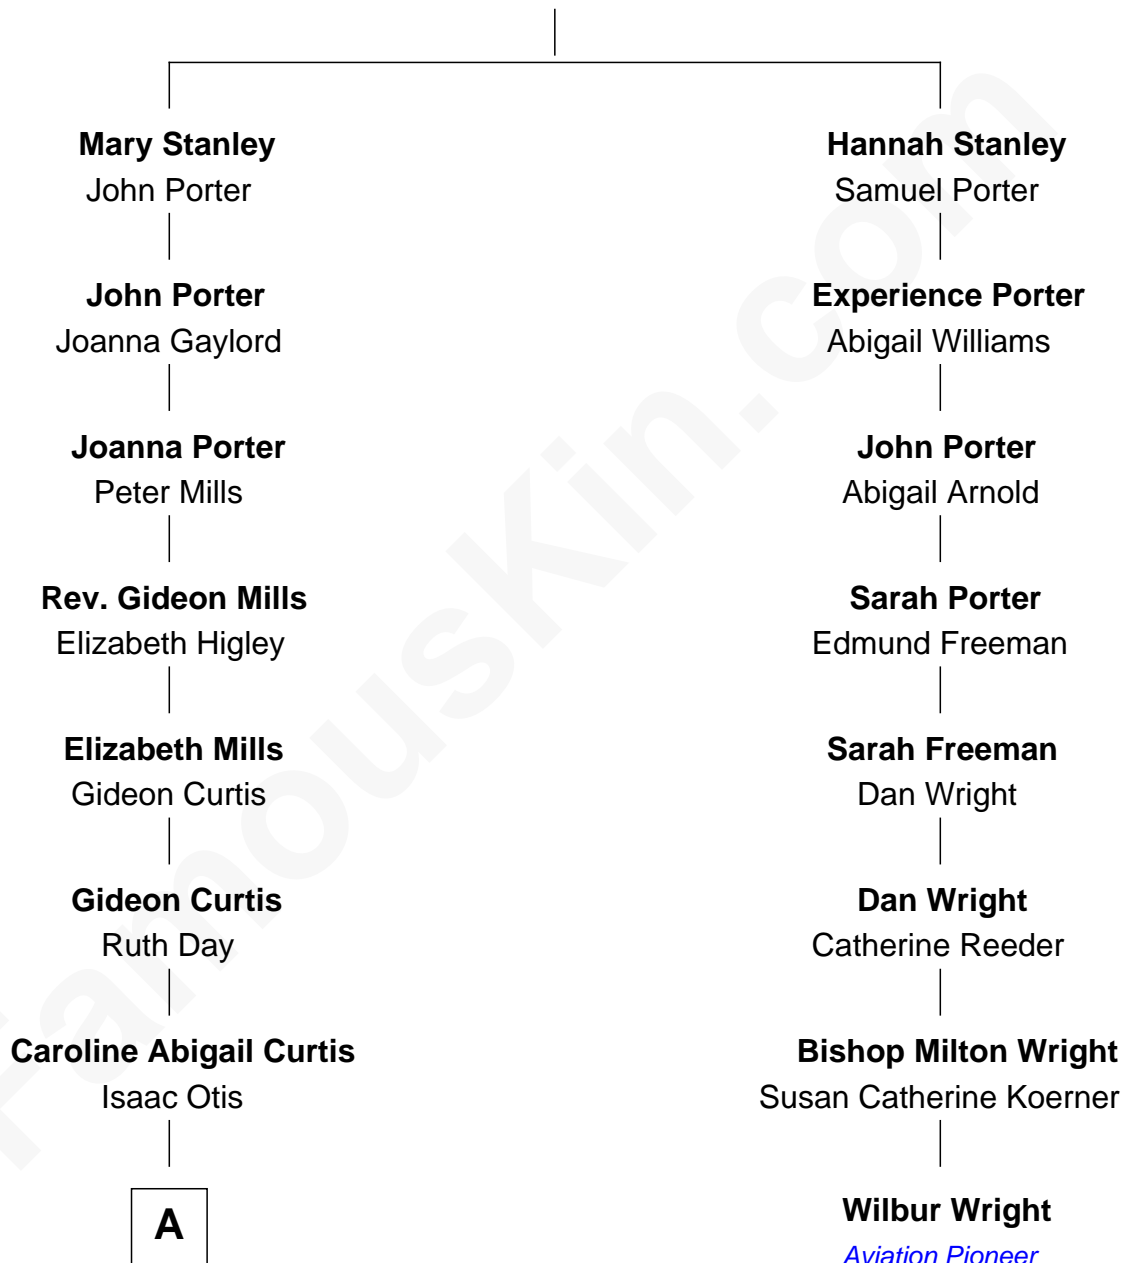 Mary Stanley
John Porter
Hannah Stanley
Samuel Porter
John Porter
Joanna Gaylord
Experience Porter
Abigail Williams
Joanna Porter
Peter Mills
John Porter
Abigail Arnold
Rev. Gideon Mills
Elizabeth Higley
Sarah Porter
Edmund Freeman
Elizabeth Mills
Gideon Curtis
Sarah Freeman
Dan Wright
Gideon Curtis
Ruth Day
Dan Wright
Catherine Reeder
Caroline Abigail Curtis
Isaac Otis
Bishop Milton Wright
Susan Catherine Koerner
A
Wilbur Wright
Aviation Pioneer
FamousKin.com